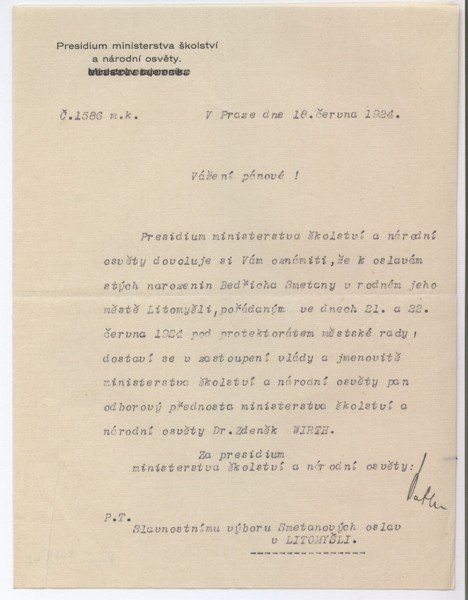 Presidium ministerstva školství
a národní osvěty.
Č.1586 m.k.
V Praze dne 18.června 1924.
Vážení pánové !
Presidium ministerstva školství a národní
osvěty dovoluje si Vám oznámiti,že k oslavám
stých narozenin Bedřicha Smetany v rodném jeho
městě Litomyšli,pořádaným ve dnech 21. a 22.
června 1924 pod protektorátem městské rady,
dostaví se v zastoupení vlády a jmenovitě
ministerstva školství a národní osvěty pan
odborový přednosta ministerstva školství a
národní osvěty Dr.Zdeněk WIRTH.
Za presidium
ministerstva školství a národní osvěty:
P.T.
Slavnostnímu výboru Smetanových oslav
v LITOMYŠLI.